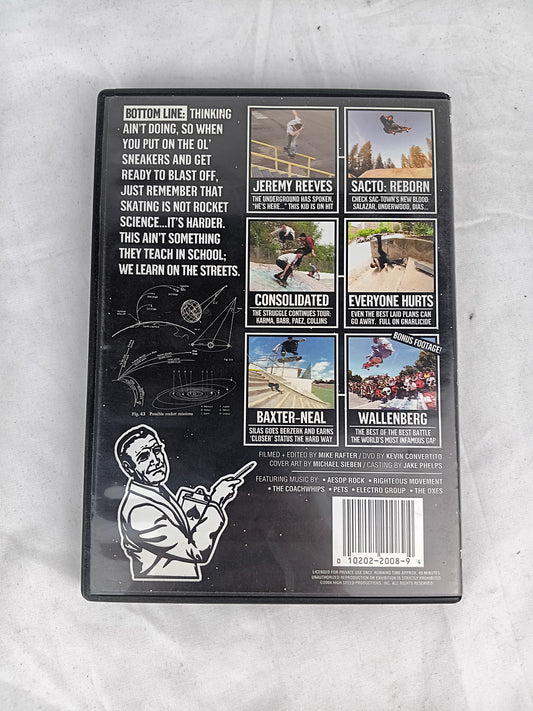 BOTTOM LINE: THINKING
AIN'T DOING, SO WHEN
YOU PUT ON THE OL'
SNEAKERS AND GET
READY TO BLAST OFF,
JUST REMEMBER THAT
SKATING IS NOT ROCKET
SCIENCE...IT'S HARDER.
THIS AIN'T SOMETHING
THEY TEACH IN SCHOOL;
WE LEARN ON THE STREETS.
Fig. 43 Possible rocket missions
JEREMY REEVES
THE UNDERGROUND HAS SPOKEN,
"HE'S HERE..." THIS KID IS ON HIT
SACTO: REBORN
CHECK SAC-TOWN'S NEW BLOOD:
SALAZAR, UNDERWOOD, DIAS...
CONSOLIDATED
THE STRUGGLE CONTINUES TOUR:
KARMA, BABB, PAEZ, COLLINS
EVERYONE HURTS
EVEN THE BEST LAID PLANS CAN
GO AWRY. FULL ON GNARLICIDE
BAXTER-NEAL
SILAS GOES BERZERK AND EARNS
'CLOSER' STATUS THE HARD WAY
BONUS FOOTAGE!
WALLENBERG
THE BEST OF THE BEST BATTLE
THE WORLD'S MOST INFAMOUS GAP
FILMED + EDITED BY MIKE RAFTER / DVD BY KEVIN CONVERTITO
COVER ART BY MICHAEL SIEBEN / CASTING BY JAKE PHELPS
FEATURING MUSIC BY: • AESOP ROCK • RIGHTEOUS MOVEMENT
• THE COACHWHIPS • PETS • ELECTRO GROUP • THE OXES
0 10202-2008-9 4
LICENSED FOR PRIVATE USE ONLY. RUNNING TIME APPROX. 40 MINUTES.
UNAUTHORIZED REPRODUCTION OR EXHIBITION IS STRICTLY PROHIBITED
©2004 HIGH SPEED PRODUCTIONS, INC. ALL RIGHTS RESERVED